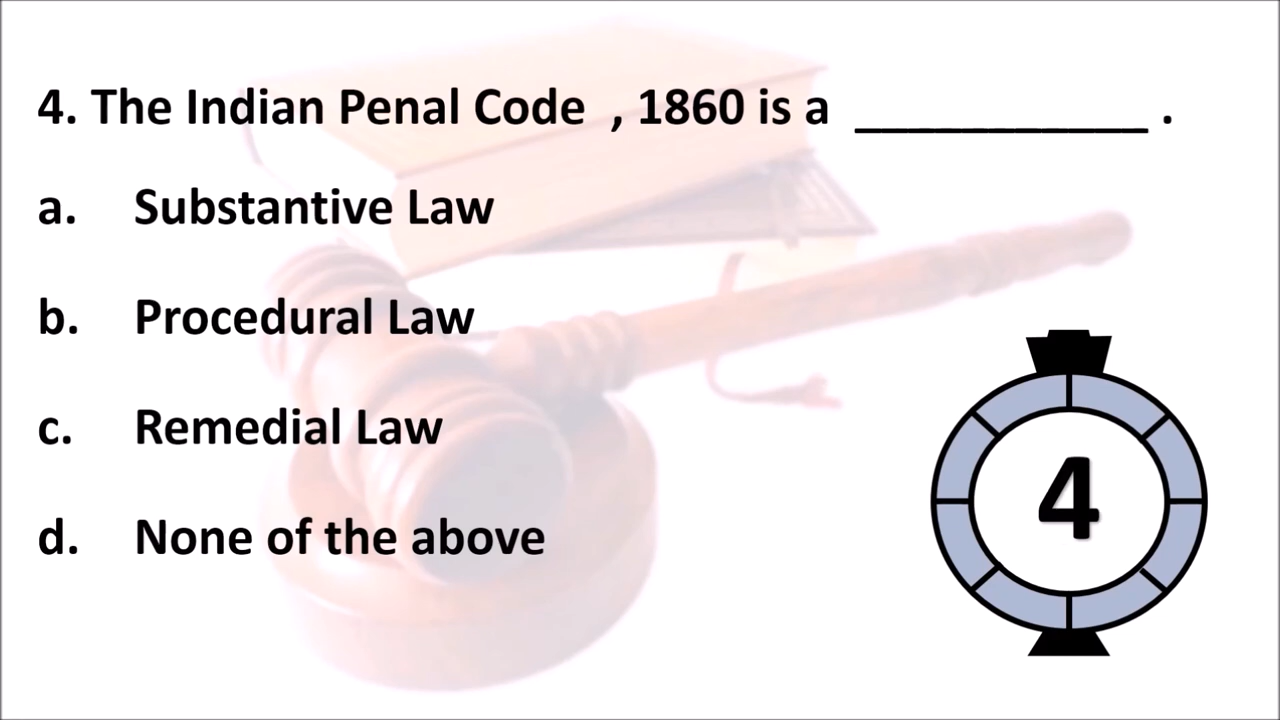 4. The Indian Penal Code , 1860 is a ___________ .
a. Substantive Law
b. Procedural Law
c. Remedial Law
d. None of the above
4